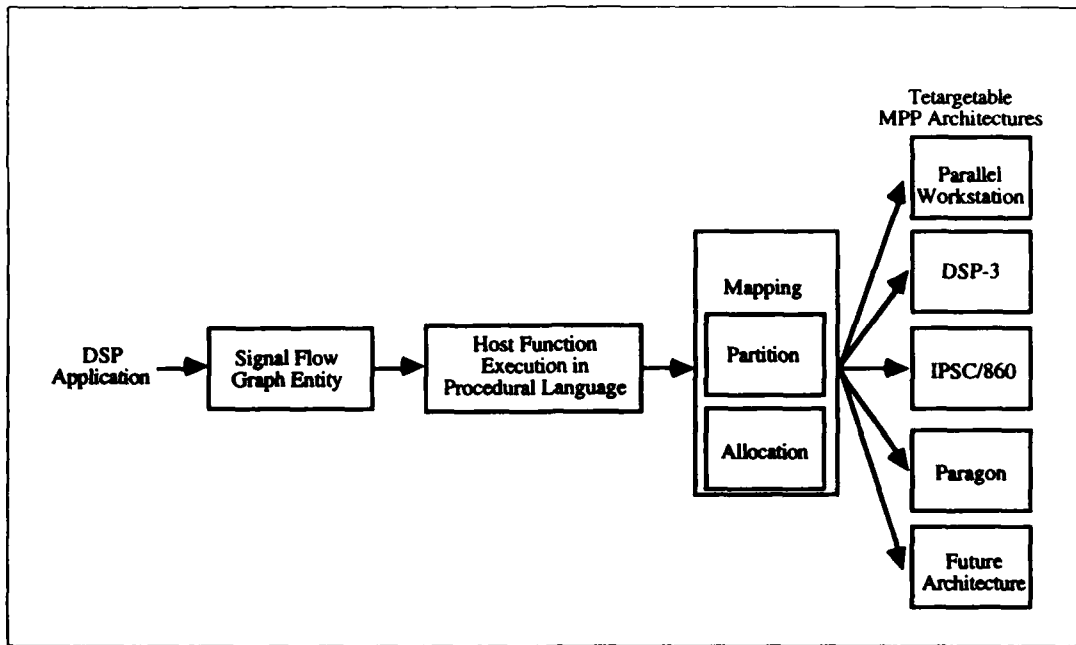 Tetargetable
MPP Architectures
Parallel
Workstation
DSP-3
Mapping
DSP
Application
Signal Flow
Graph Entity
Host Function
Execution in
Procedural Language
Partition
IPSC/860
Allocation
Paragon
Future
Architecture